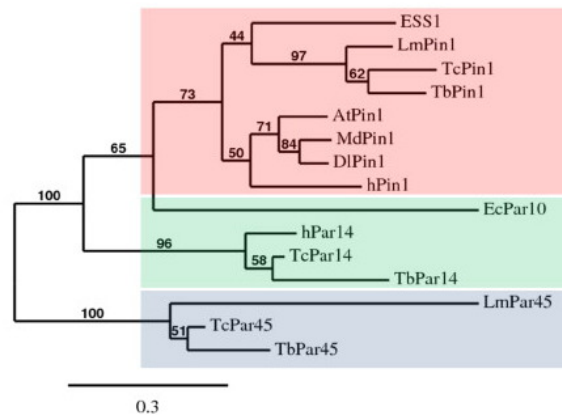 ESS1
44
LmPin1
97
TcPin1
62
TbPin1
73
AtPin1
71
MdPin1
84
DlPin1
50
hPin1
65
EcPar10
100
hPar14
96
TcPar14
58
TbPar14
LmPar45
100
TcPar45
51
TbPar45
0.3